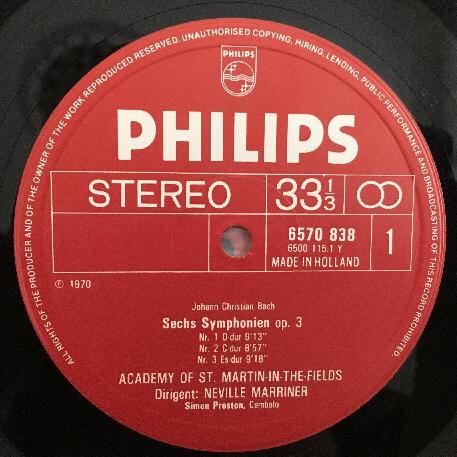 ALL RIGHTS OF THE PRODUCER AND OF THE OWNER OF THE WORK REPRODUCED RESERVED. UNAUTHORISED COPYING, HIRING, LENDING, PUBLIC PERFORMANCE AND BROADCASTING OF THIS RECORD PROHIBITED
PHILIPS
PHILIPS
STEREO 33 1/3
6570 838
6500 115.1 Y
MADE IN HOLLAND
1
℗ 1970
Johann Christian Bach
Sechs Symphonien op. 3
Nr. 1 D-dur 9'13"
Nr. 2 C-dur 8'57"
Nr. 3 Es-dur 9'18"
ACADEMY OF ST. MARTIN-IN-THE-FIELDS
Dirigent: NEVILLE MARRINER
Simon Preston, Cembalo